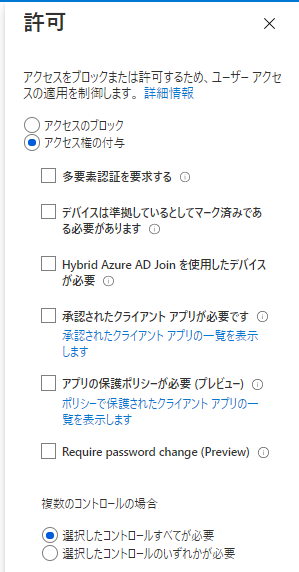 許可
アクセスをブロックまたは許可するため、ユーザー アクセ
スの適用を制御します。 詳細情報
アクセスのブロック
アクセス権の付与
多要素認証を要求する
デバイスは準拠しているとしてマーク済みであ
る必要があります
Hybrid Azure AD Join を使用したデバイス
が必要
承認されたクライアント アプリが必要です
承認されたクライアント アプリの一覧を表示
します
アプリの保護ポリシーが必要 (プレビュー)
ポリシーで保護されたクライアント アプリの一
覧を表示します
Require password change (Preview)
複数のコントロールの場合
選択したコントロールすべてが必要
選択したコントロールのいずれかが必要